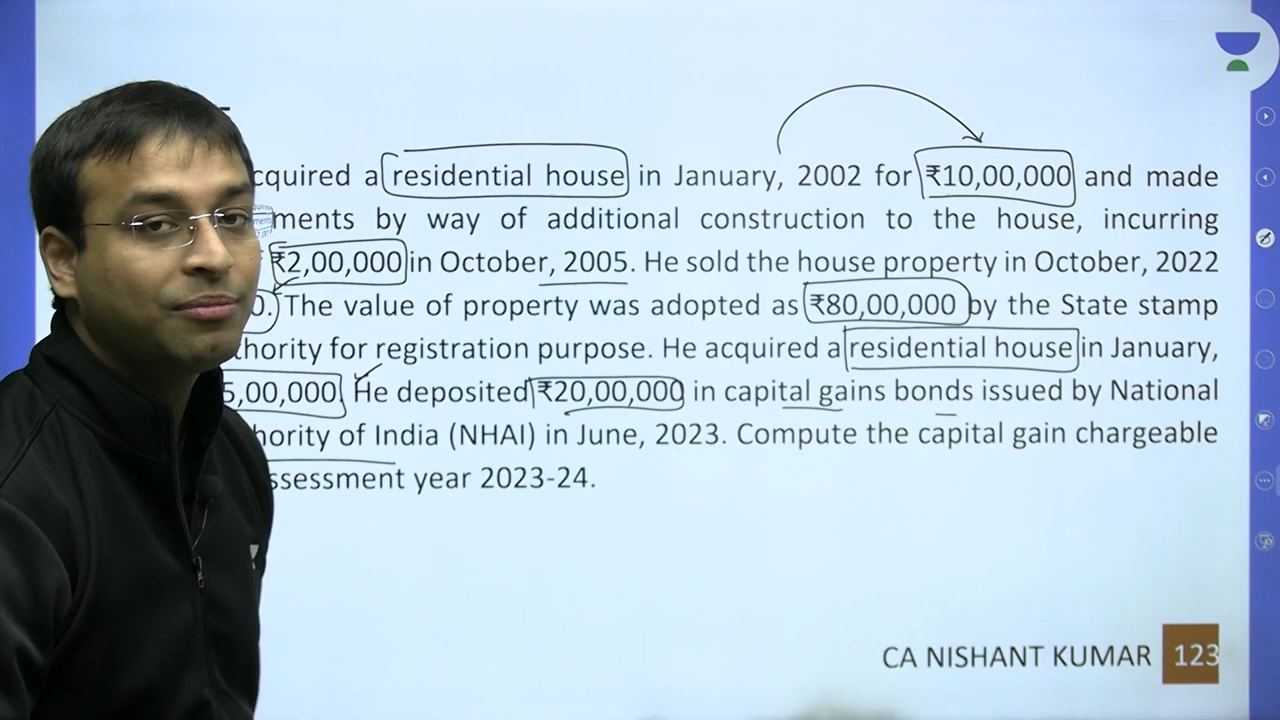 cquired a residential house in January, 2002 for ₹10,00,000 and made
ments by way of additional construction to the house, incurring
₹2,00,000 in October, 2005. He sold the house property in October, 2022
0. The value of property was adopted as ₹80,00,000 by the State stamp
thority for registration purpose. He acquired a residential house in January,
5,00,000. He deposited ₹20,00,000 in capital gains bonds issued by National
hority of India (NHAI) in June, 2023. Compute the capital gain chargeable
ssessment year 2023-24.
CA NISHANT KUMAR 123